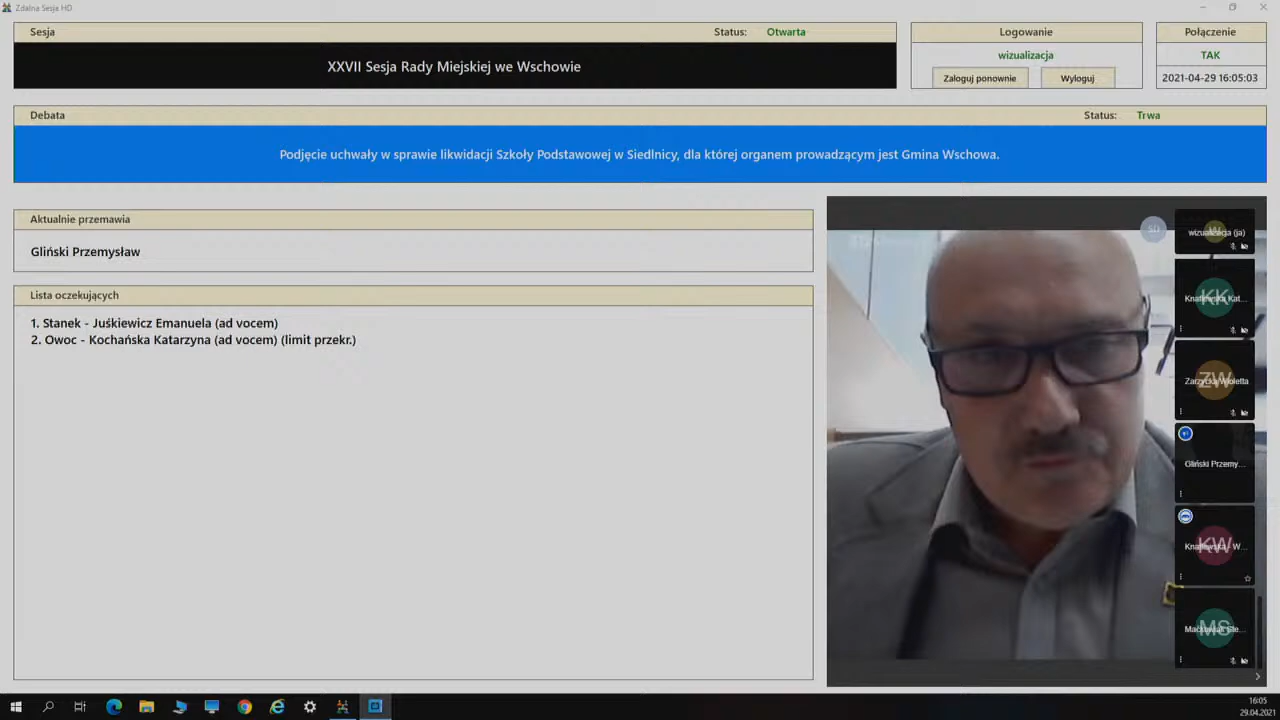 Zdalna Sesja HD
Sesja
Status: Otwarta
XXVII Sesja Rady Miejskiej we Wschowie
Logowanie
wizualizacja
Zaloguj ponownie
Wyloguj
Połączenie
TAK
2021-04-29 16:05:03
Debata
Status: Trwa
Podjęcie uchwały w sprawie likwidacji Szkoły Podstawowej w Siedlnicy, dla której organem prowadzącym jest Gmina Wschowa.
Aktualnie przemawia
Gliński Przemysław
Lista oczekujących
1. Stanek - Juśkiewicz Emanuela (ad vocem)
2. Owoc - Kochańska Katarzyna (ad vocem) (limit przekr.)
SD
wizualizacja (ja)
KK
ZW
Zarzycka Wioletta
Gliński Przemy...
KW
MS
16:05
29.04.2021